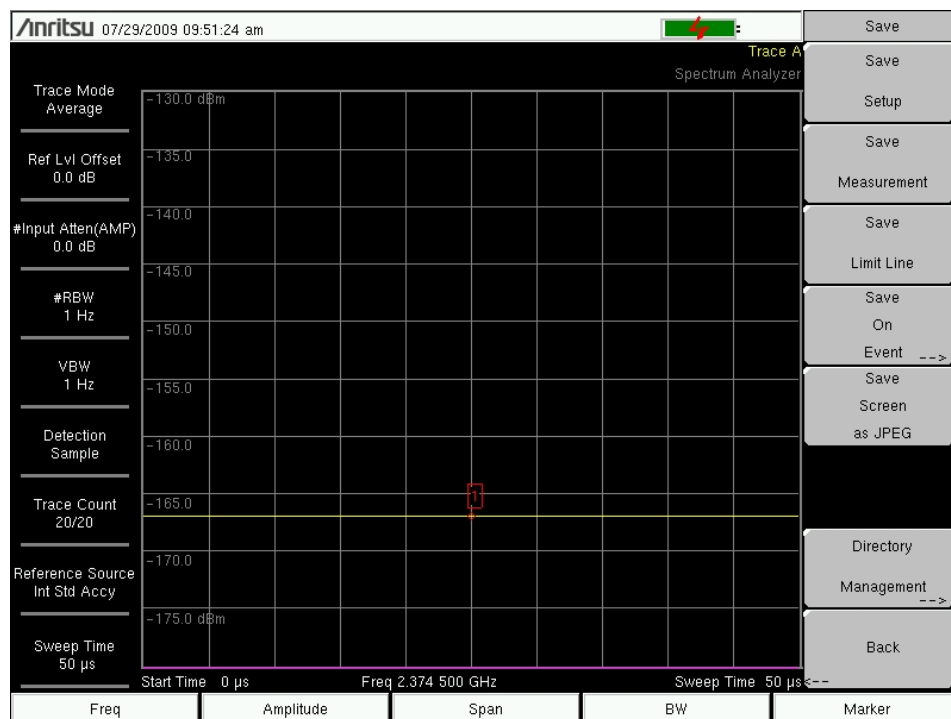 /Inritsu 07/29/2009 09:51:24 am
Trace A
Spectrum Analyzer
Trace Mode
Average
Ref Lvl Offset
0.0 dB
#Input Atten(AMP)
0.0 dB
#RBW
1 Hz
VBW
1 Hz
Detection
Sample
Trace Count
20/20
Reference Source
Int Std Accy
Sweep Time
50 µs
-130.0 dBm
-135.0
-140.0
-145.0
-150.0
-155.0
-160.0
-165.0
-170.0
-175.0 dBm
1
Start Time 0 µs
Freq 2.374 500 GHz
Sweep Time 50 µs
Save
Save
Setup
Save
Measurement
Save
Limit Line
Save
On
Event -->
Save
Screen
as JPEG
Directory
Management
-->
Back
<--
Freq
Amplitude
Span
BW
Marker